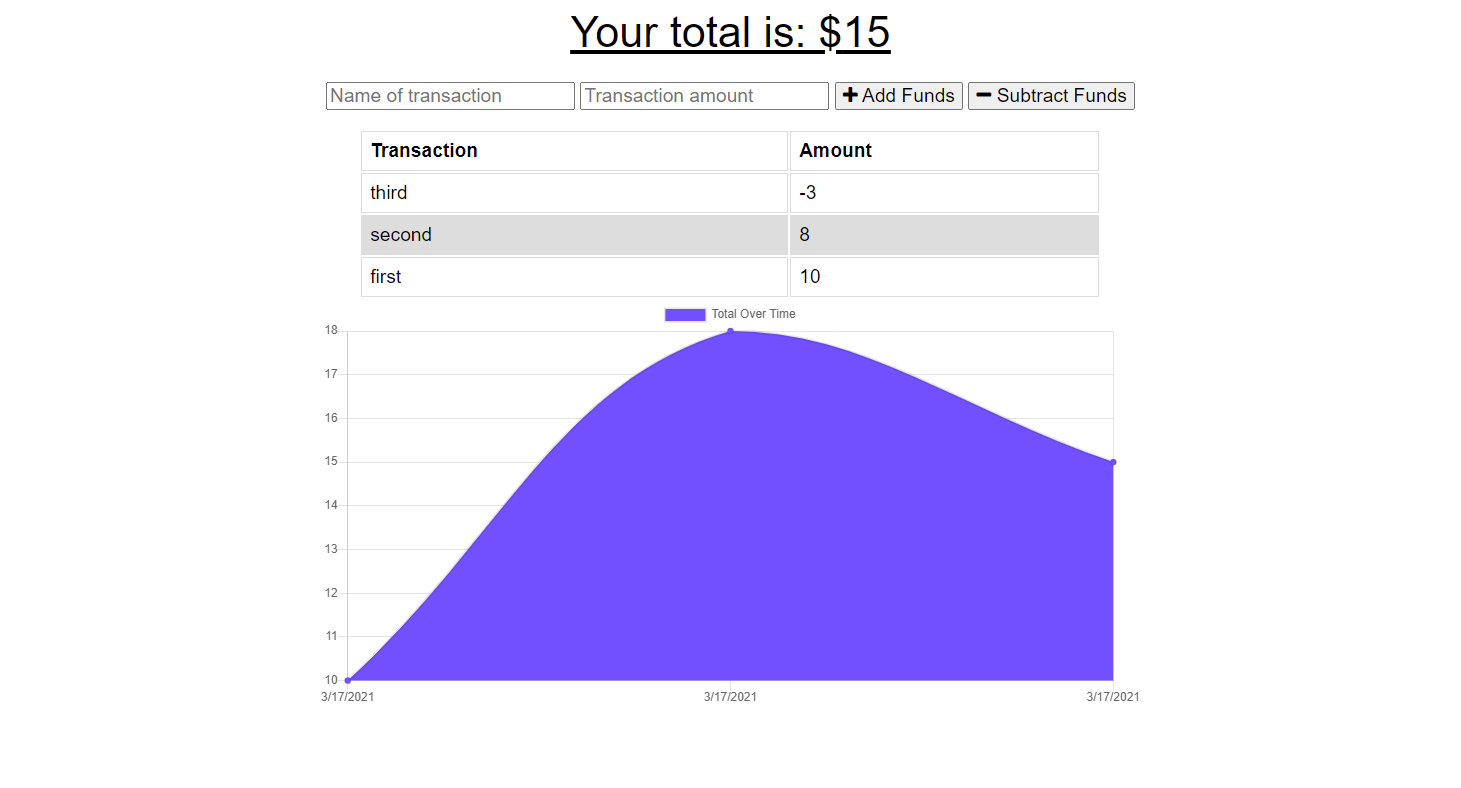 Your total is: $15
Name of transaction Transaction amount Add Funds Subtract Funds
Transaction Amount
third -3
second 8
first 10
Total Over Time
18
17
16
15
14
13
12
11
10
3/17/2021 3/17/2021 3/17/2021